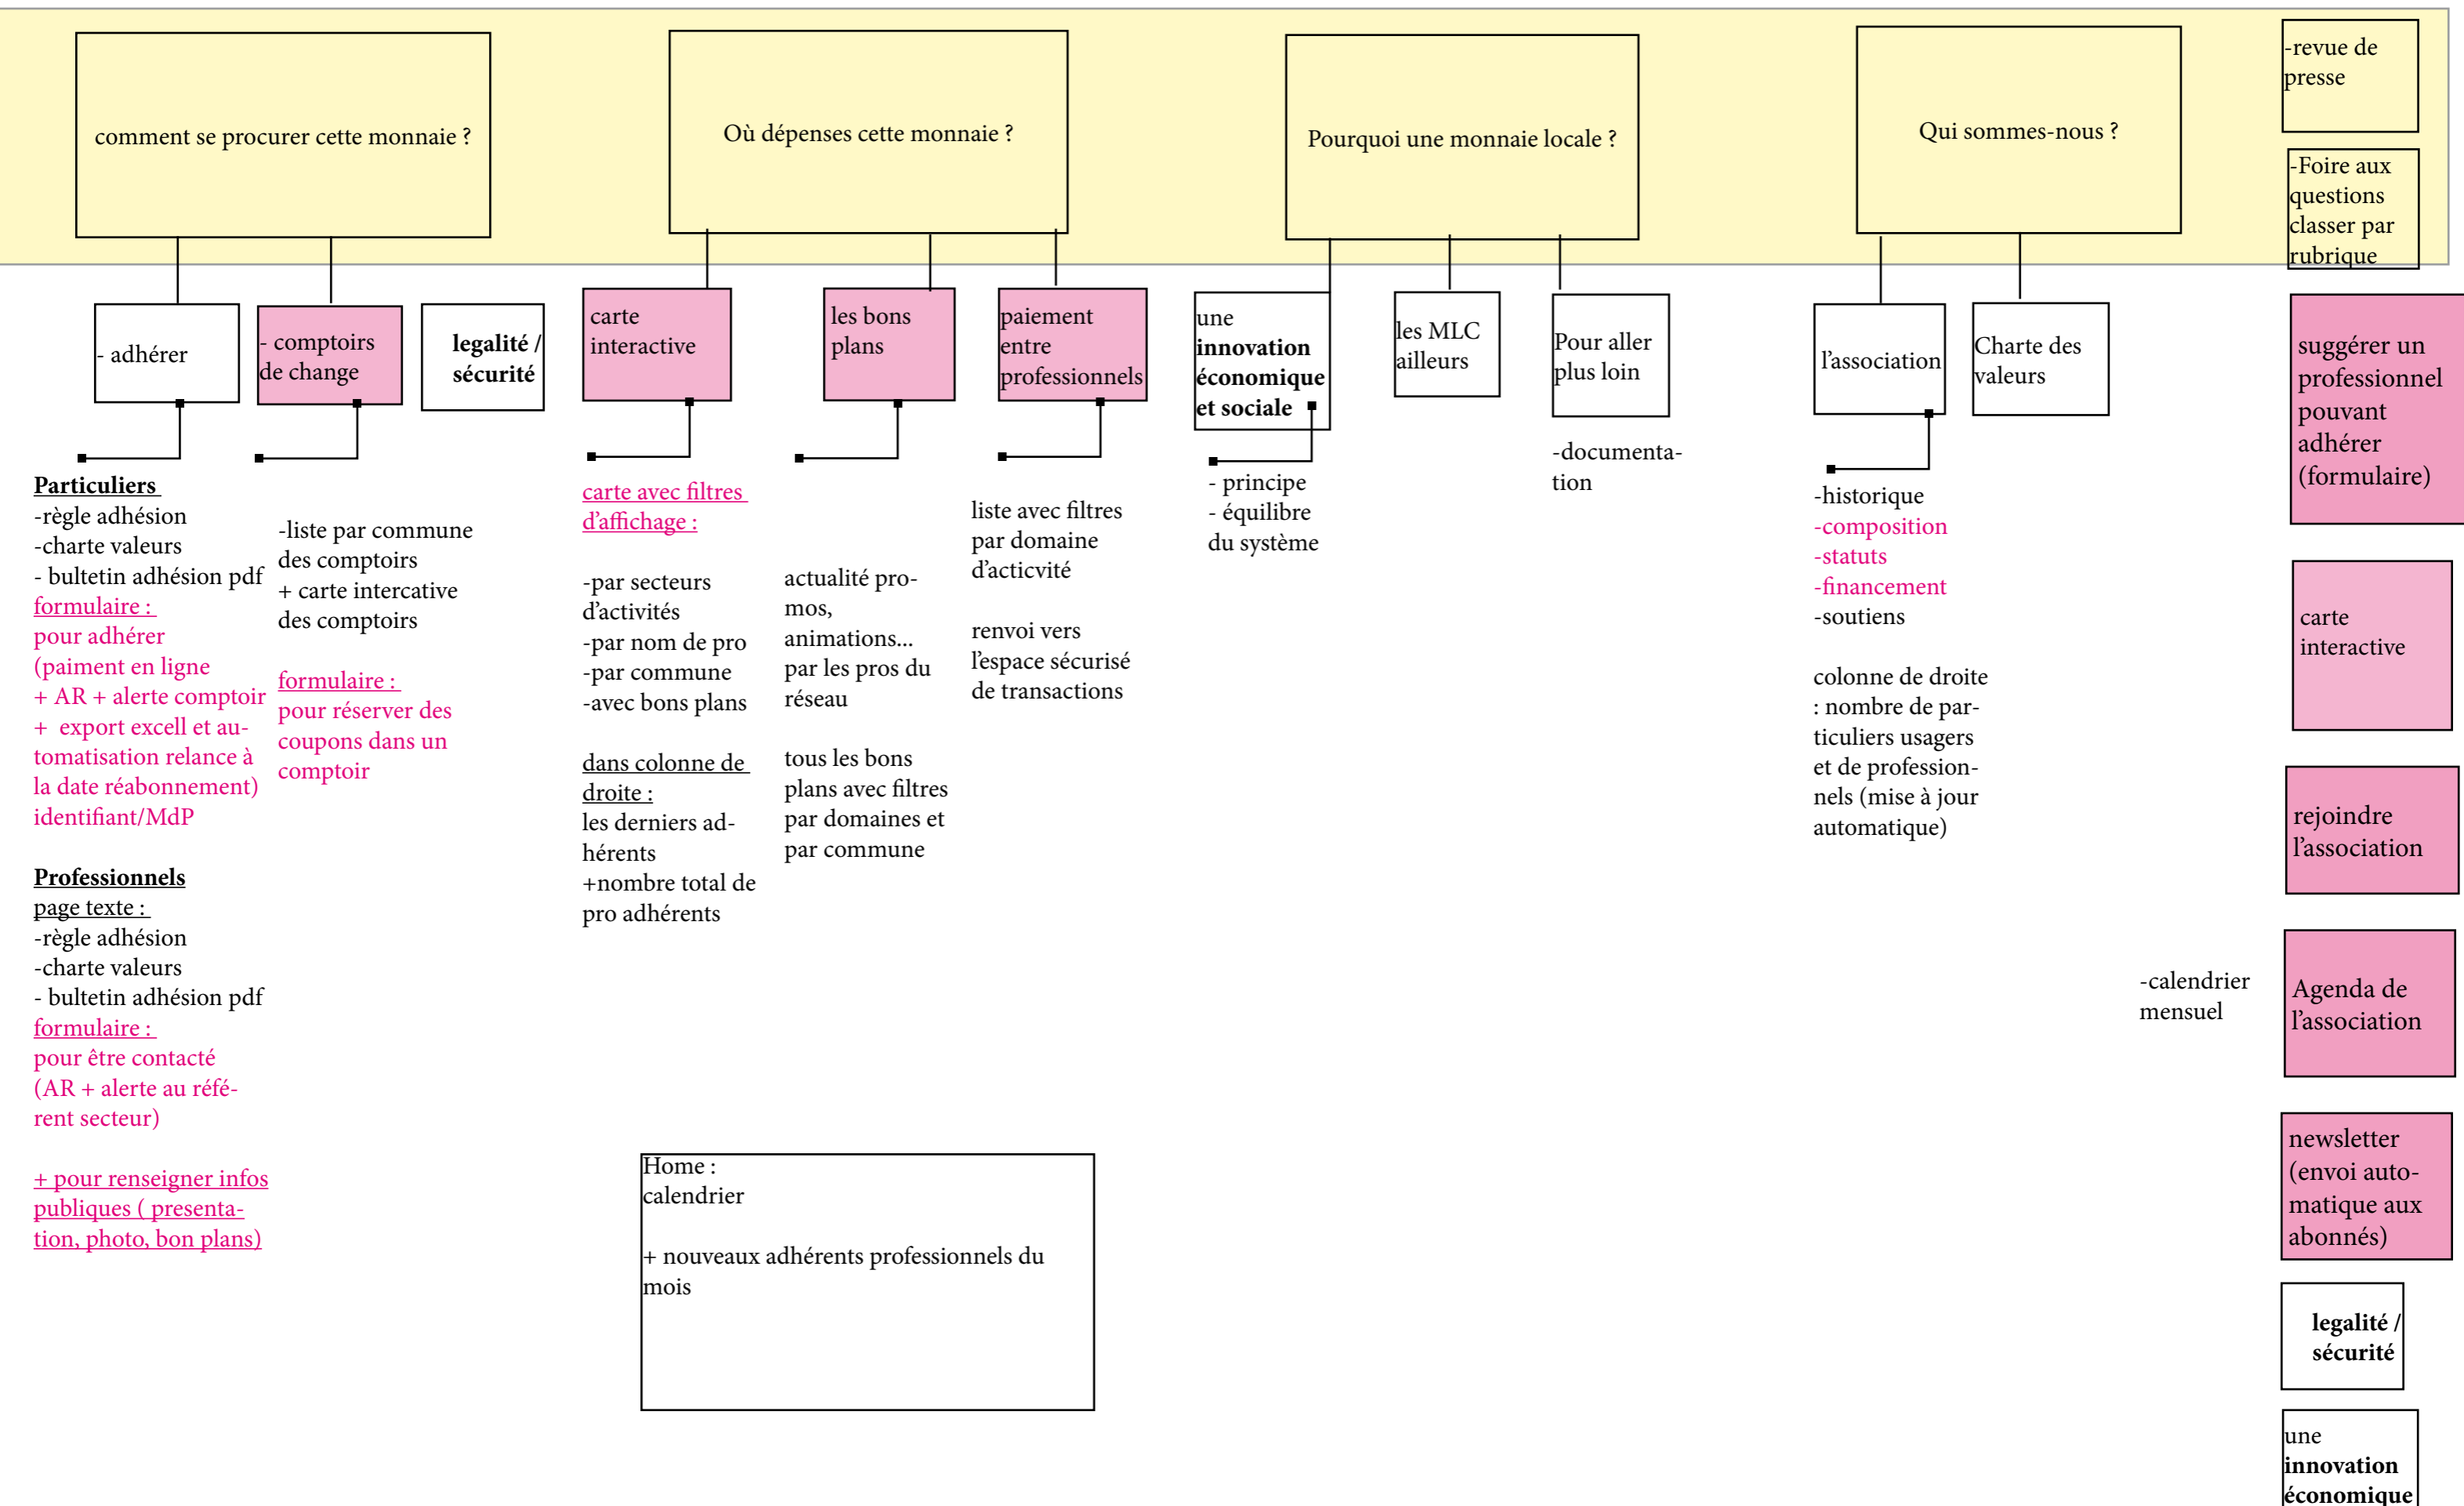 comment se procurer cette monnaie ?
Où dépenses cette monnaie ?
Pourquoi une monnaie locale ?
Qui sommes-nous ?
-revue de
presse
-Foire aux
questions
classer par
rubrique
- adhérer
- comptoirs
de change
legalité /
sécurité
carte
interactive
les bons
plans
paiement
entre
professionnels
une
innovation
économique
et sociale
les MLC
ailleurs
Pour aller
plus loin
l’association
Charte des
valeurs
Particuliers
-règle adhésion
-charte valeurs
- bultetin adhésion pdf
formulaire :
pour adhérer
(paiment en ligne
+ AR + alerte comptoir
+ export excell et au-
tomatisation relance à
la date réabonnement)
identifiant/MdP
Professionnels
page texte :
-règle adhésion
-charte valeurs
- bultetin adhésion pdf
formulaire :
pour être contacté
(AR + alerte au réfé-
rent secteur)
+ pour renseigner infos
publiques ( presenta-
tion, photo, bon plans)
-liste par commune
des comptoirs
+ carte intercative
des comptoirs
formulaire :
pour réserver des
coupons dans un
comptoir
carte avec filtres
d’affichage :
-par secteurs
d’activités
-par nom de pro
-par commune
-avec bons plans
dans colonne de
droite :
les derniers ad-
hérents
+nombre total de
pro adhérents
actualité pro-
mos,
animations...
par les pros du
réseau
tous les bons
plans avec filtres
par domaines et
par commune
liste avec filtres
par domaine
d’acticvité
renvoi vers
l’espace sécurisé
de transactions
- principe
- équilibre
du système
-documenta-
tion
-historique
-composition
-statuts
-financement
-soutiens
colonne de droite
: nombre de par-
ticuliers usagers
et de profession-
nels (mise à jour
automatique)
Home :
calendrier
+ nouveaux adhérents professionnels du
mois
suggérer un
professionnel
pouvant
adhérer
(formulaire)
carte
interactive
rejoindre
l’association
-calendrier
mensuel
Agenda de
l’association
newsletter
(envoi auto-
matique aux
abonnés)
legalité /
sécurité
une
innovation
économique